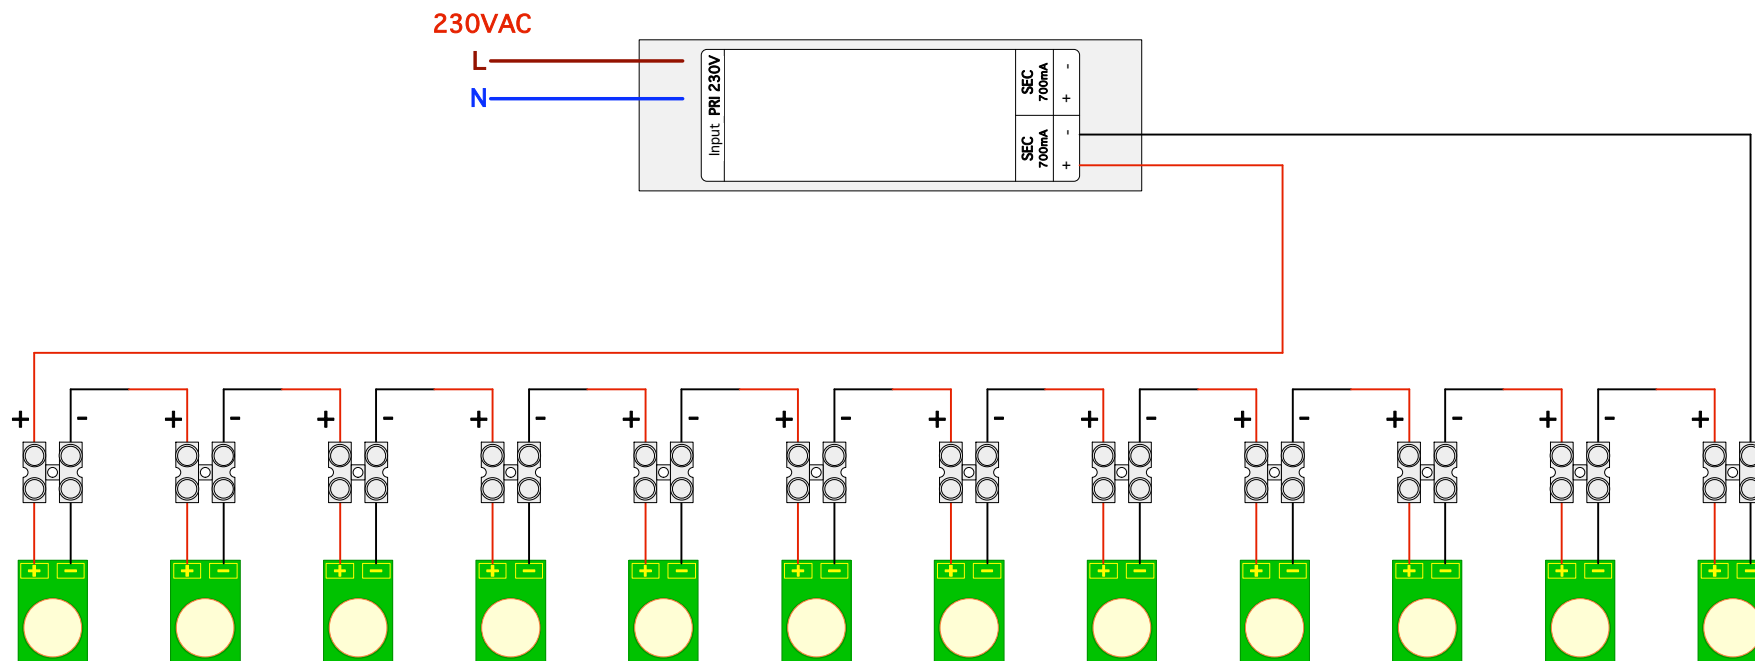 230VAC
L
N
Input PRI 230V
SEC
700mA
-
+
SEC
700mA
-
+
+ - + - + - + - + - + - + - + - + - + - + - +
+ - + - + - + - + - + - + - + - + - + - + - + -